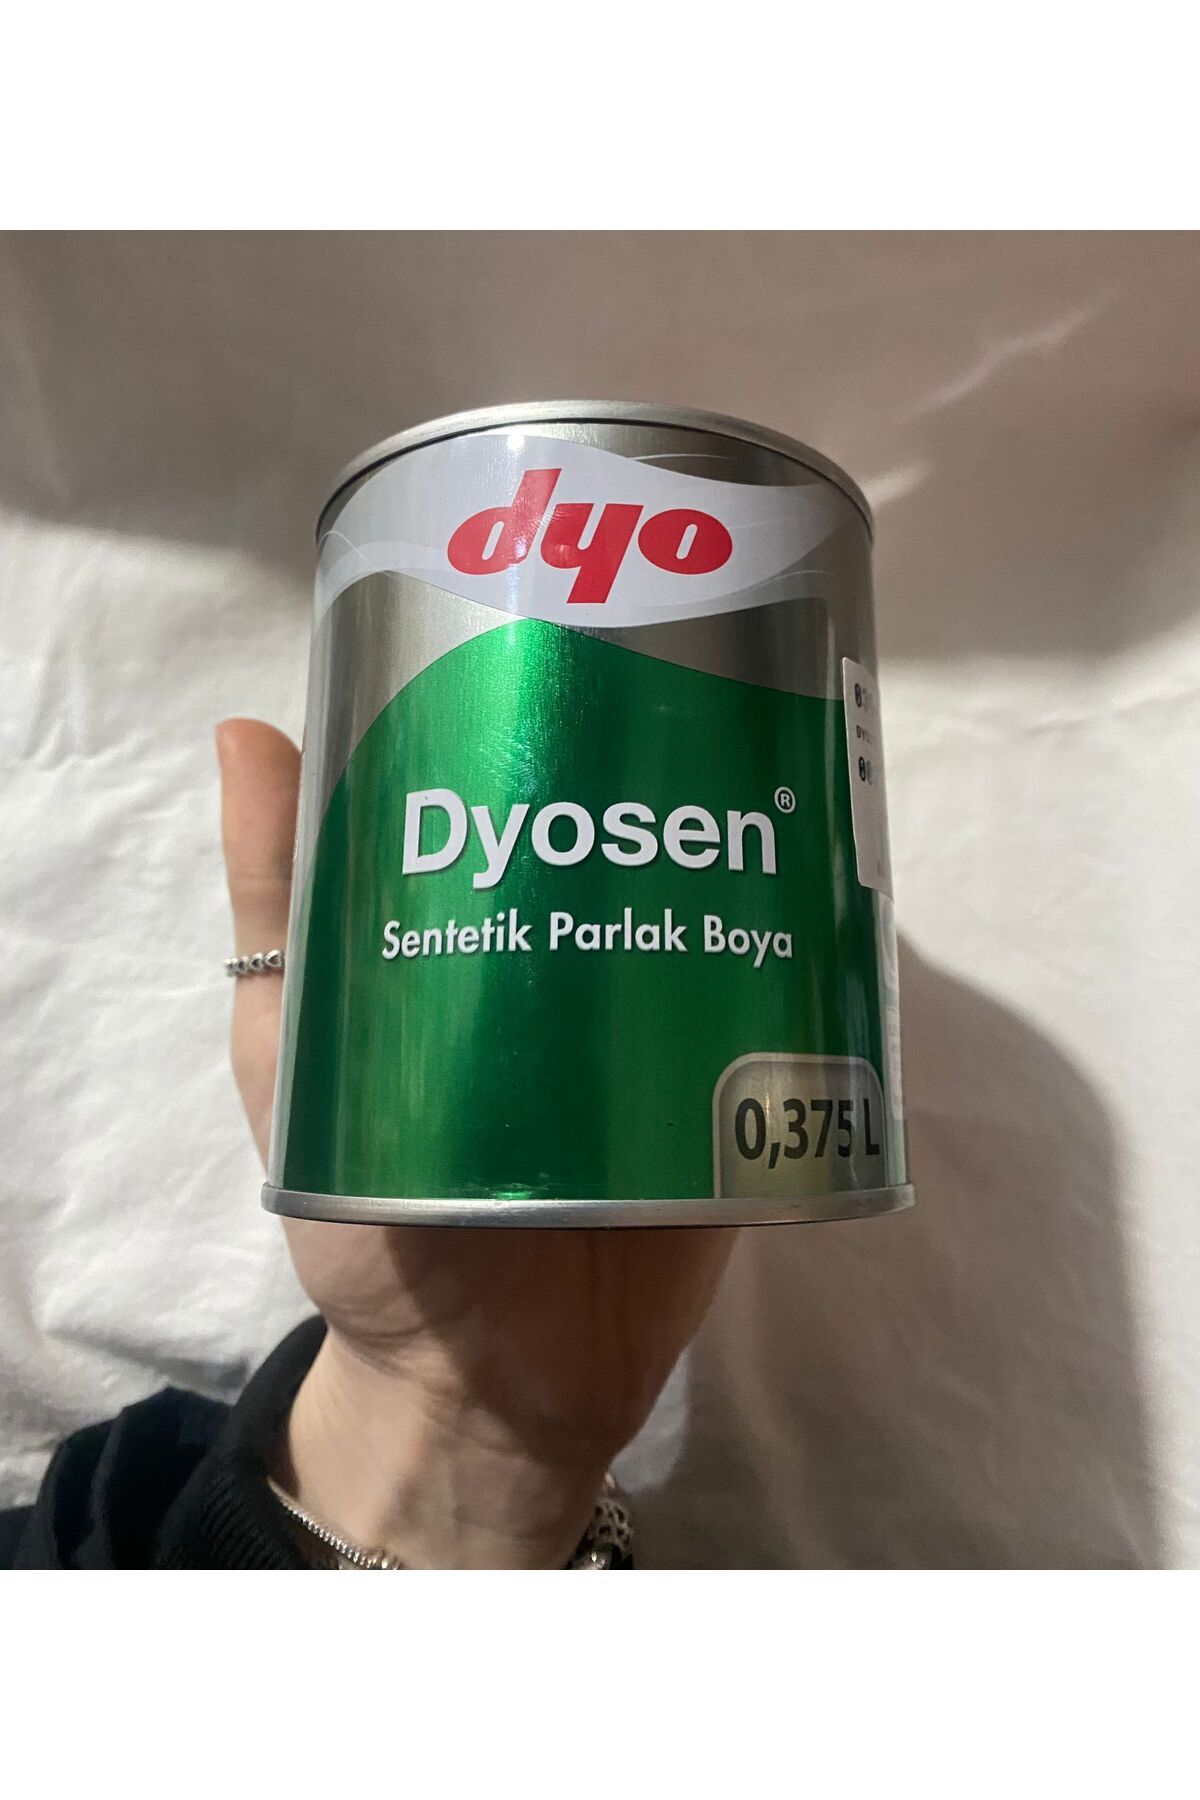 dyo
Dyosen®
Sentetik Parlak Boya
0,375 L